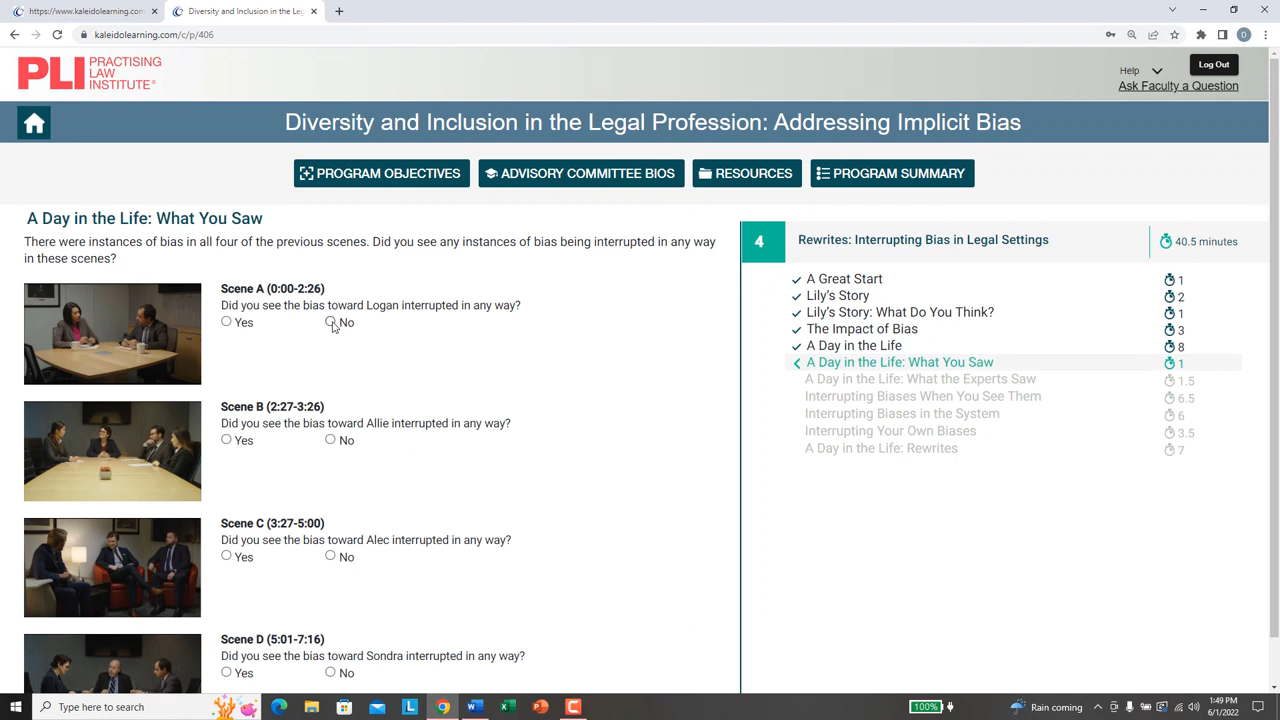 https://www.kaleidolearning.com
Diversity and Inclusion in the Leg
kaleidolearning.com/c/p/406
D
PLI PRACTISING
LAW
INSTITUTE®
Help
Log Out
Ask Faculty a Question
Diversity and Inclusion in the Legal Profession: Addressing Implicit Bias
PROGRAM OBJECTIVES
ADVISORY COMMITTEE BIOS
RESOURCES
PROGRAM SUMMARY
A Day in the Life: What You Saw
There were instances of bias in all four of the previous scenes. Did you see any instances of bias being interrupted in any way
in these scenes?
Scene A (0:00-2:26)
Did you see the bias toward Logan interrupted in any way?
Yes No
Scene B (2:27-3:26)
Did you see the bias toward Allie interrupted in any way?
Yes No
Scene C (3:27-5:00)
Did you see the bias toward Alec interrupted in any way?
Yes No
Scene D (5:01-7:16)
Did you see the bias toward Sondra interrupted in any way?
Yes No
4 Rewrites: Interrupting Bias in Legal Settings 40.5 minutes
A Great Start 1
Lily's Story 2
Lily's Story: What Do You Think? 1
The Impact of Bias 3
A Day in the Life 8
A Day in the Life: What You Saw 1
A Day in the Life: What the Experts Saw 1.5
Interrupting Biases When You See Them 6.5
Interrupting Biases in the System 6
Interrupting Your Own Biases 3.5
A Day in the Life: Rewrites 7
Type here to search
L
100%
Rain coming
1:49 PM
6/1/2022